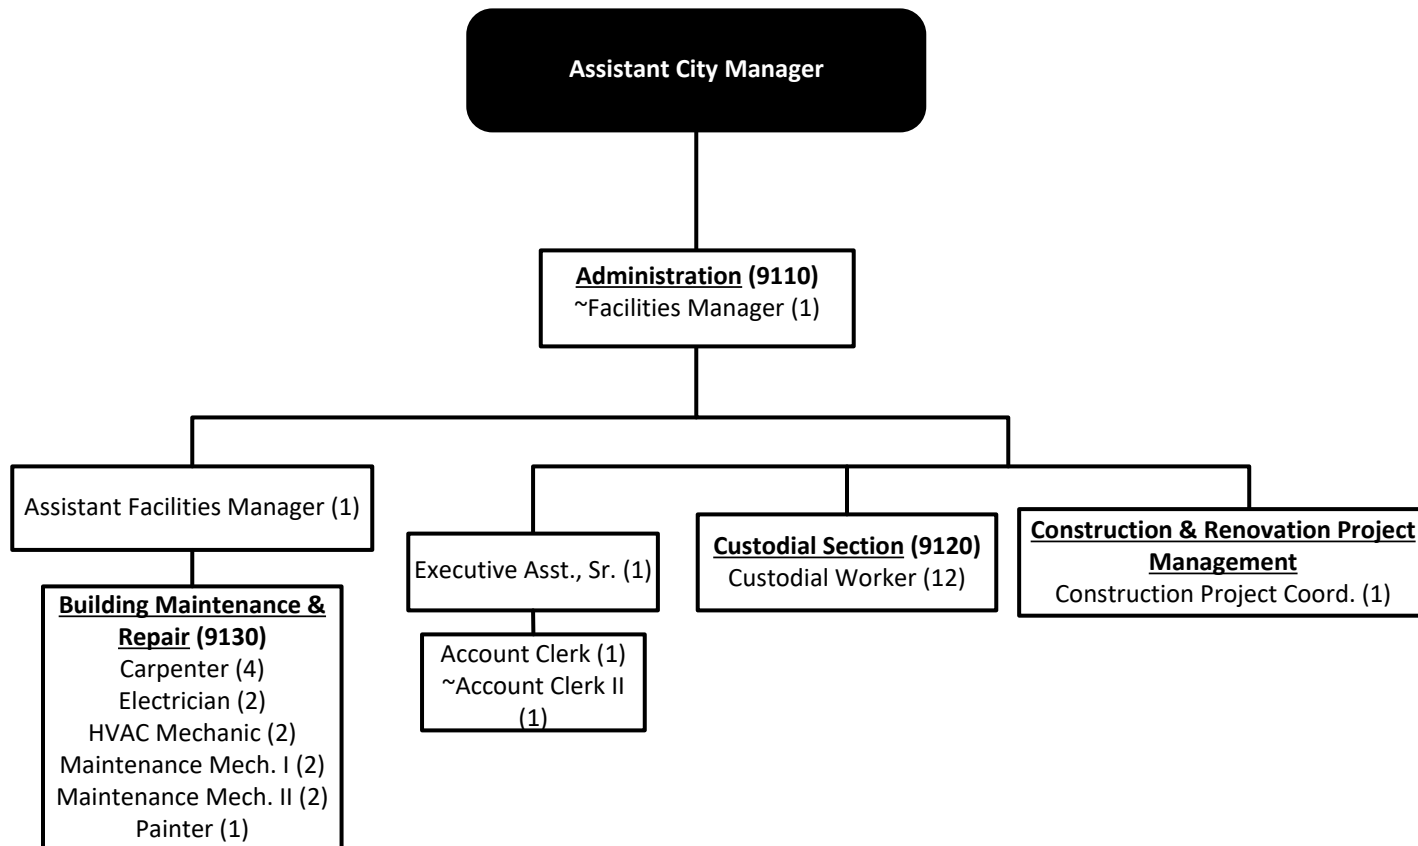 Assistant City Manager
Administration (9110)
~Facilities Manager (1)
Assistant Facilities Manager (1)
Building Maintenance &
Repair (9130)
Carpenter (4)
Electrician (2)
HVAC Mechanic (2)
Maintenance Mech. I (2)
Maintenance Mech. II (2)
Painter (1)
Executive Asst., Sr. (1)
Account Clerk (1)
~Account Clerk II
(1)
Custodial Section (9120)
Custodial Worker (12)
Construction & Renovation Project
Management
Construction Project Coord. (1)